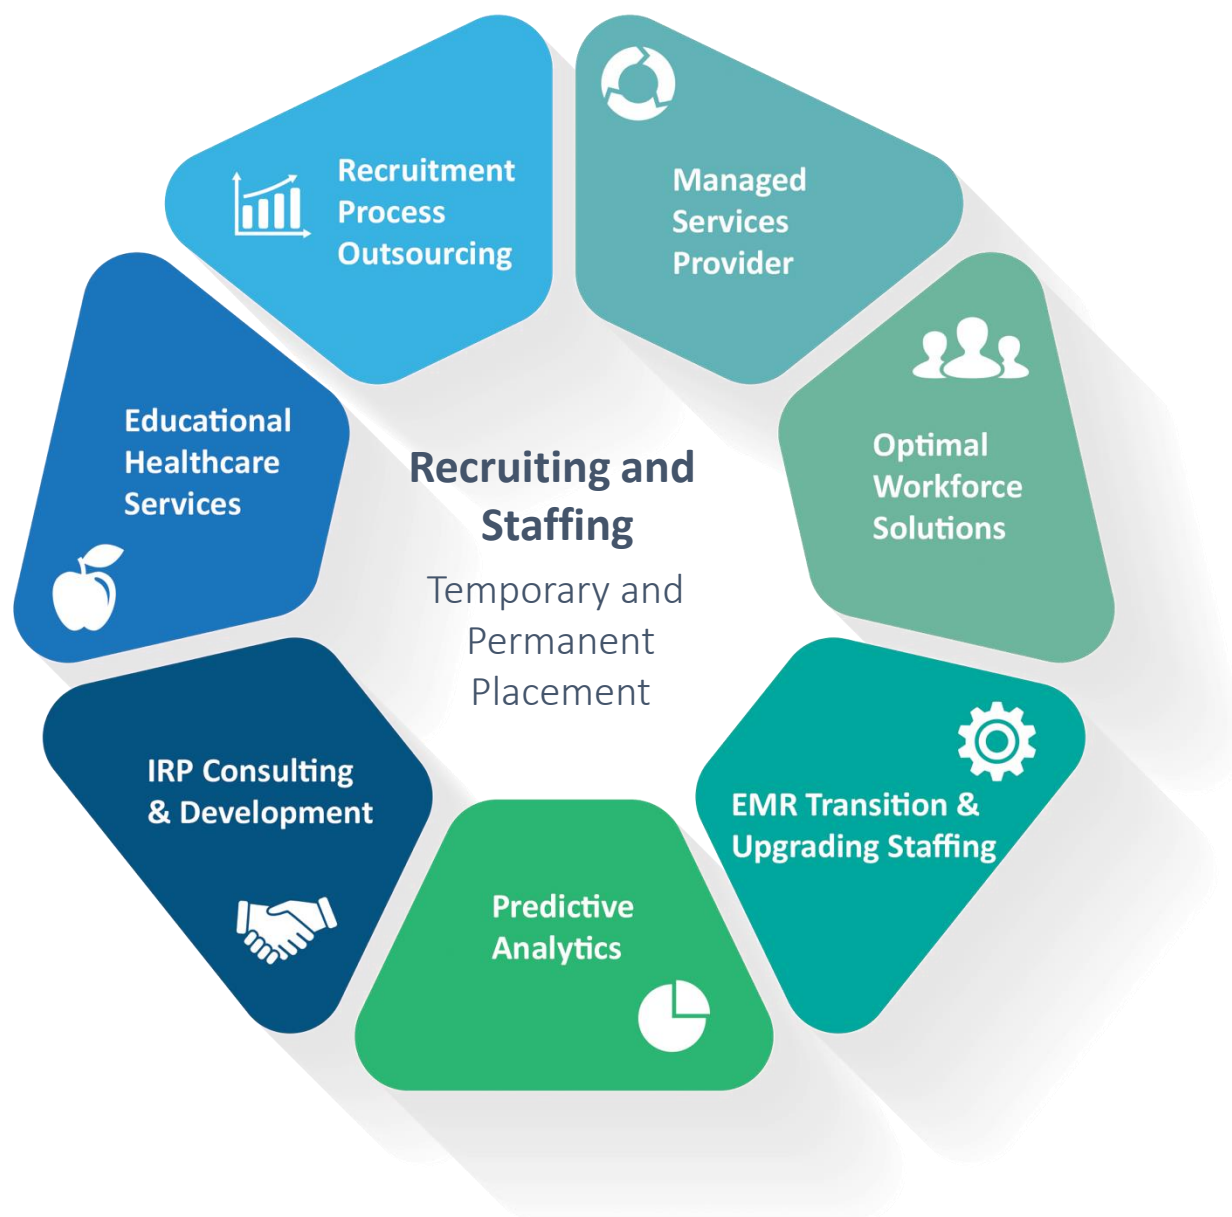 Recruitment
Process
Outsourcing
Managed
Services
Provider
Educational
Healthcare
Services
Optimal
Workforce
Solutions
Recruiting and
Staffing
Temporary and
Permanent
Placement
IRP Consulting
& Development
EMR Transition &
Upgrading Staffing
Predictive
Analytics